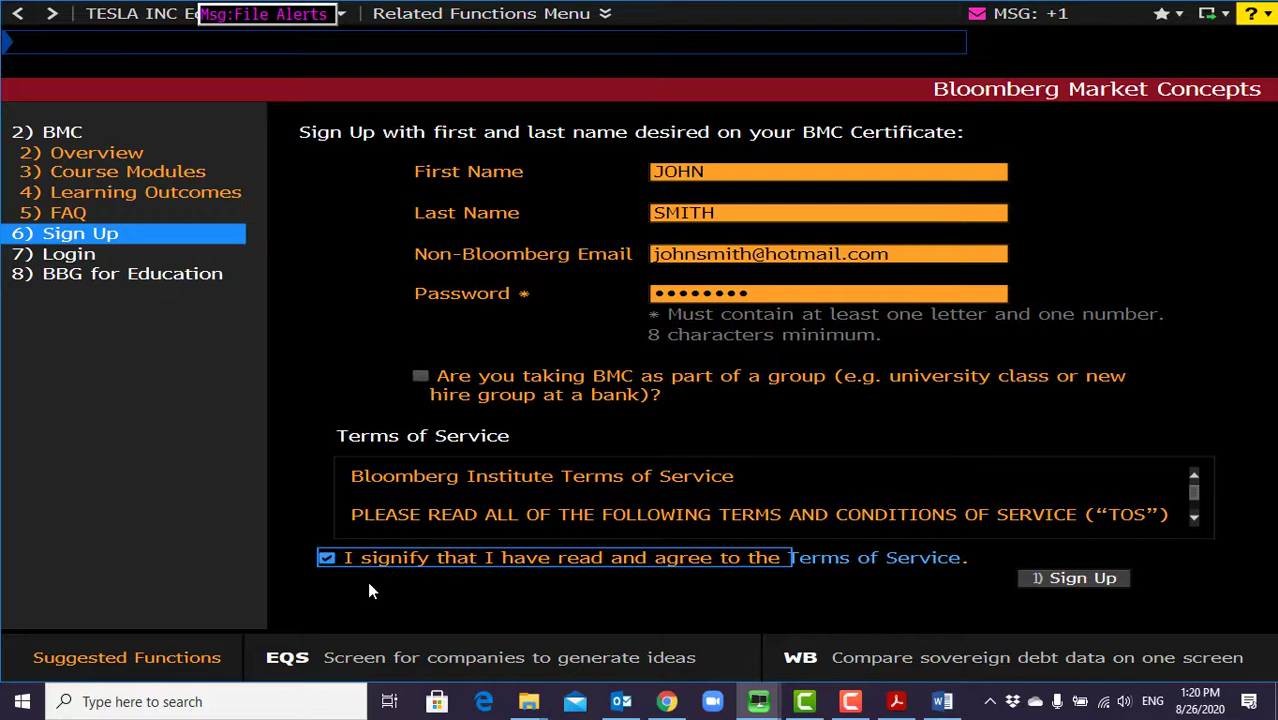 TESLA INC E
Msg:File Alerts
Related Functions Menu
MSG: +1
?
Bloomberg Market Concepts
2) BMC
2) Overview
3) Course Modules
4) Learning Outcomes
5) FAQ
6) Sign Up
7) Login
8) BBG for Education
Sign Up with first and last name desired on your BMC Certificate:
First Name JOHN
Last Name SMITH
Non-Bloomberg Email johnsmith@hotmail.com
Password * ••••••••
* Must contain at least one letter and one number.
8 characters minimum.
Are you taking BMC as part of a group (e.g. university class or new
hire group at a bank)?
Terms of Service
Bloomberg Institute Terms of Service
PLEASE READ ALL OF THE FOLLOWING TERMS AND CONDITIONS OF SERVICE (“TOS”)
I signify that I have read and agree to the Terms of Service.
1) Sign Up
Suggested Functions
EQS Screen for companies to generate ideas
WB Compare sovereign debt data on one screen
Type here to search
ENG
1:20 PM
8/26/2020